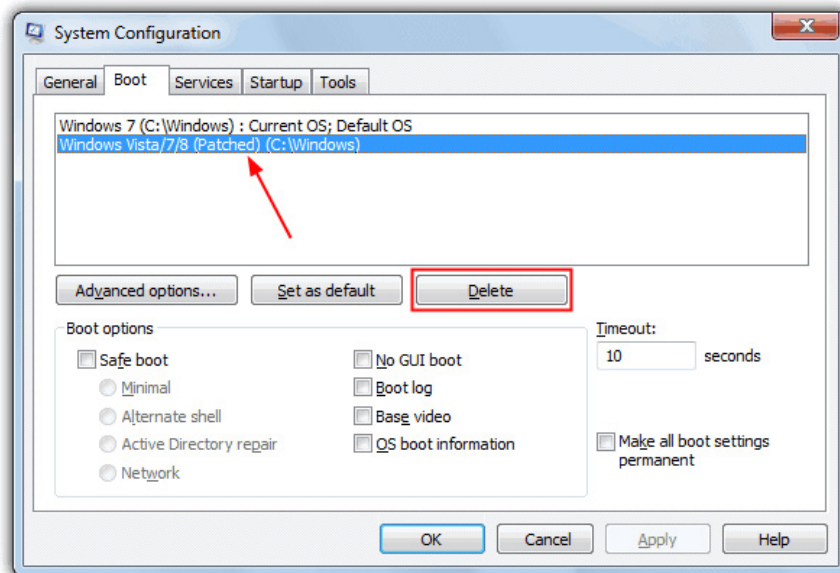 System Configuration
X
General Boot Services Startup Tools
Windows 7 (C:\Windows) : Current OS; Default OS
Windows Vista/7/8 (Patched) (C:\Windows)
Advanced options... Set as default Delete
Boot options
Safe boot
Minimal
Alternate shell
Active Directory repair
Network
No GUI boot
Boot log
Base video
OS boot information
Timeout:
10 seconds
Make all boot settings
permanent
OK Cancel Apply Help